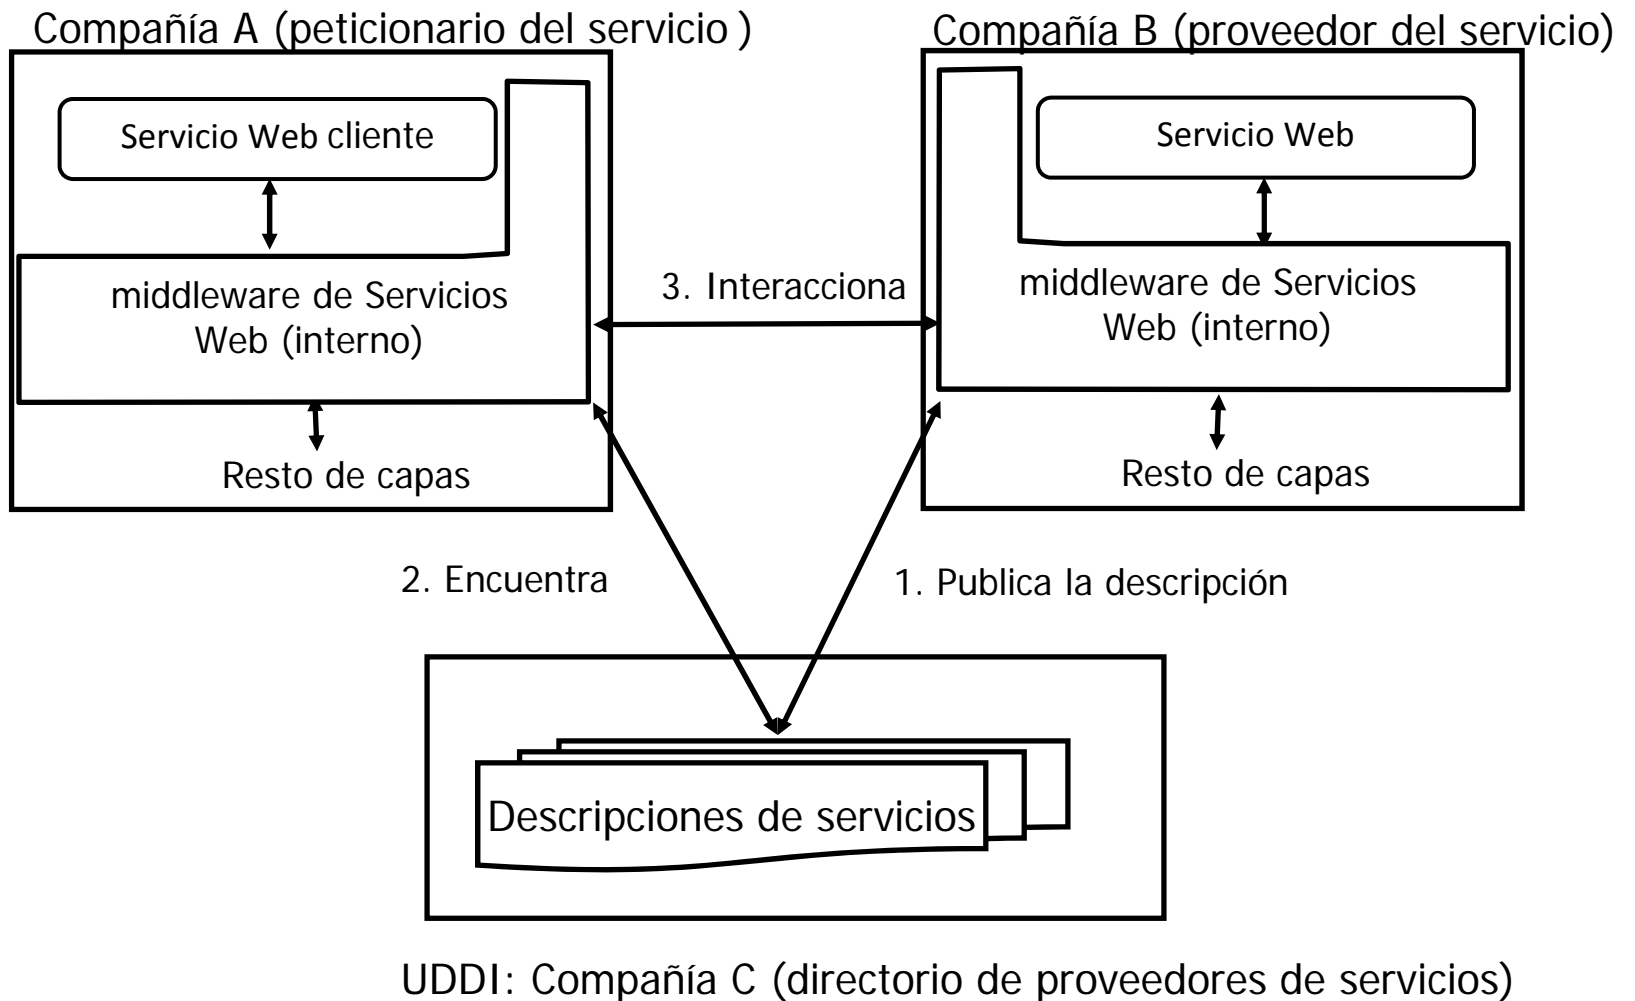 Compañía A (peticionario del servicio )
Compañía B (proveedor del servicio)
Servicio Web cliente
Servicio Web
middleware de Servicios
Web (interno)
3. Interacciona
middleware de Servicios
Web (interno)
Resto de capas
Resto de capas
2. Encuentra
1. Publica la descripción
Descripciones de servicios
UDDI: Compañía C (directorio de proveedores de servicios)